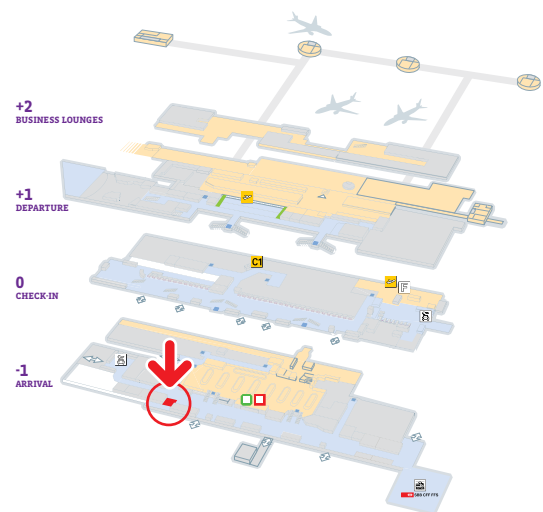 +2
BUSINESS LOUNGES
+1
DEPARTURE
C1
0
CHECK-IN
F
-1
ARRIVAL
SBB CFF FFS